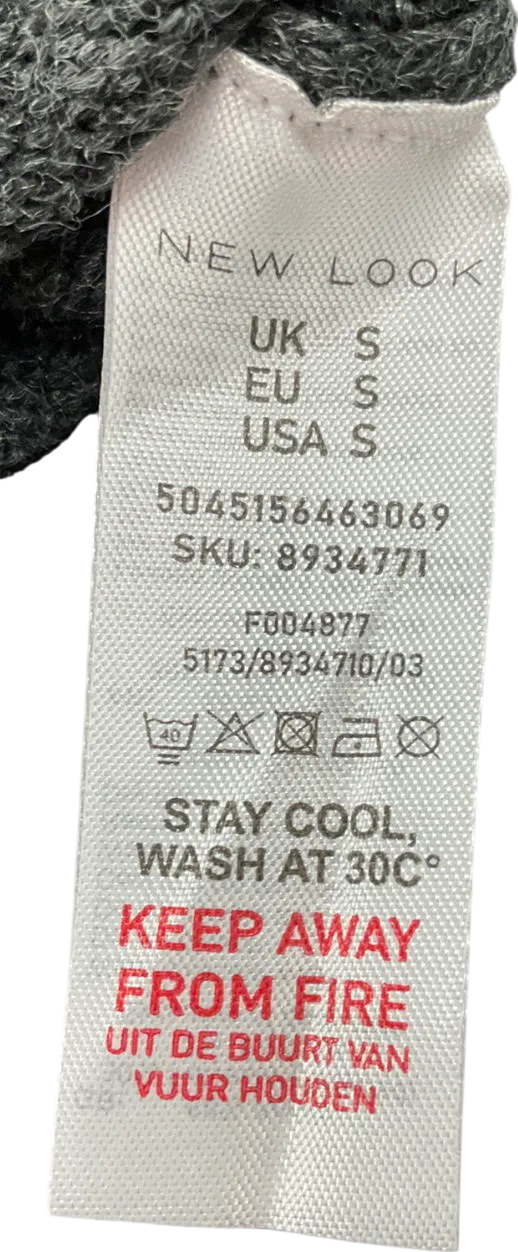 NEW LOOK
UK S
EU S
USA S
5045156463069
SKU: 8934771
F004877
5173/8934710/03
40
STAY COOL,
WASH AT 30C°
KEEP AWAY
FROM FIRE
UIT DE BUURT VAN
VUUR HOUDEN